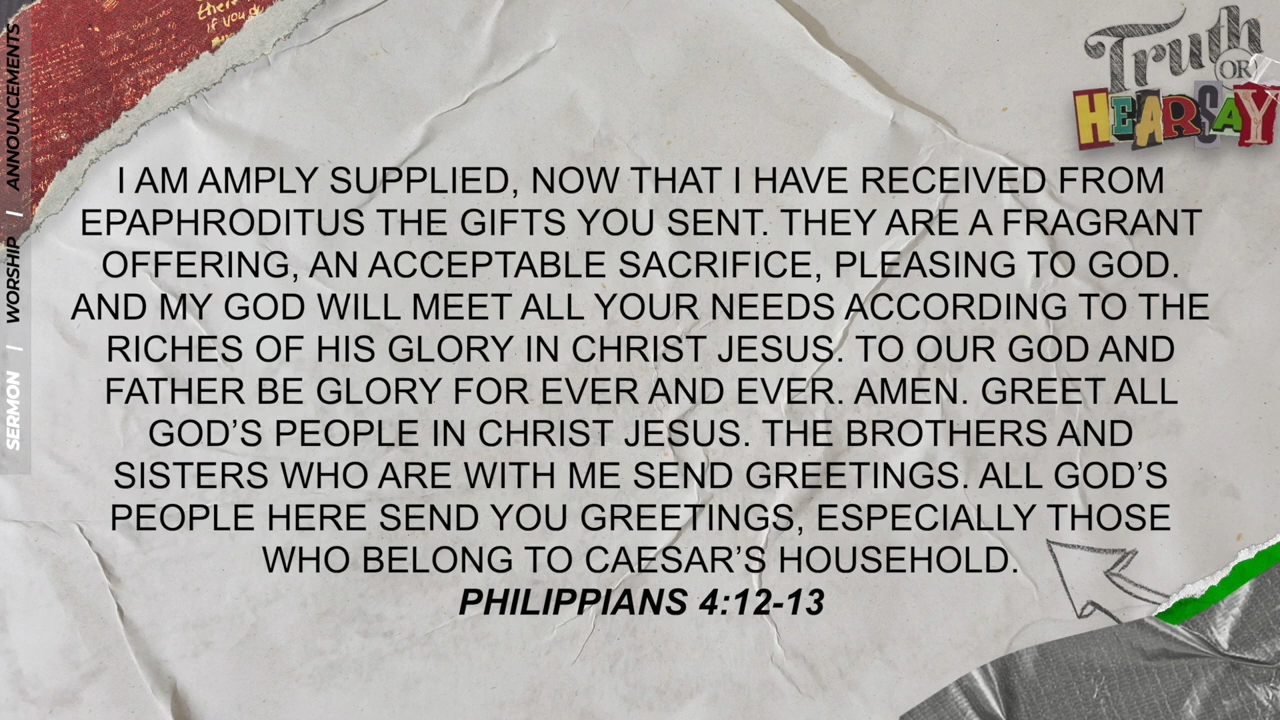 there
if you do
Truth
OR
HEARSAY
SERMON | WORSHIP | ANNOUNCEMENTS
I AM AMPLY SUPPLIED, NOW THAT I HAVE RECEIVED FROM
EPAPHRODITUS THE GIFTS YOU SENT. THEY ARE A FRAGRANT
OFFERING, AN ACCEPTABLE SACRIFICE, PLEASING TO GOD.
AND MY GOD WILL MEET ALL YOUR NEEDS ACCORDING TO THE
RICHES OF HIS GLORY IN CHRIST JESUS. TO OUR GOD AND
FATHER BE GLORY FOR EVER AND EVER. AMEN. GREET ALL
GOD’S PEOPLE IN CHRIST JESUS. THE BROTHERS AND
SISTERS WHO ARE WITH ME SEND GREETINGS. ALL GOD’S
PEOPLE HERE SEND YOU GREETINGS, ESPECIALLY THOSE
WHO BELONG TO CAESAR’S HOUSEHOLD.
PHILIPPIANS 4:12-13